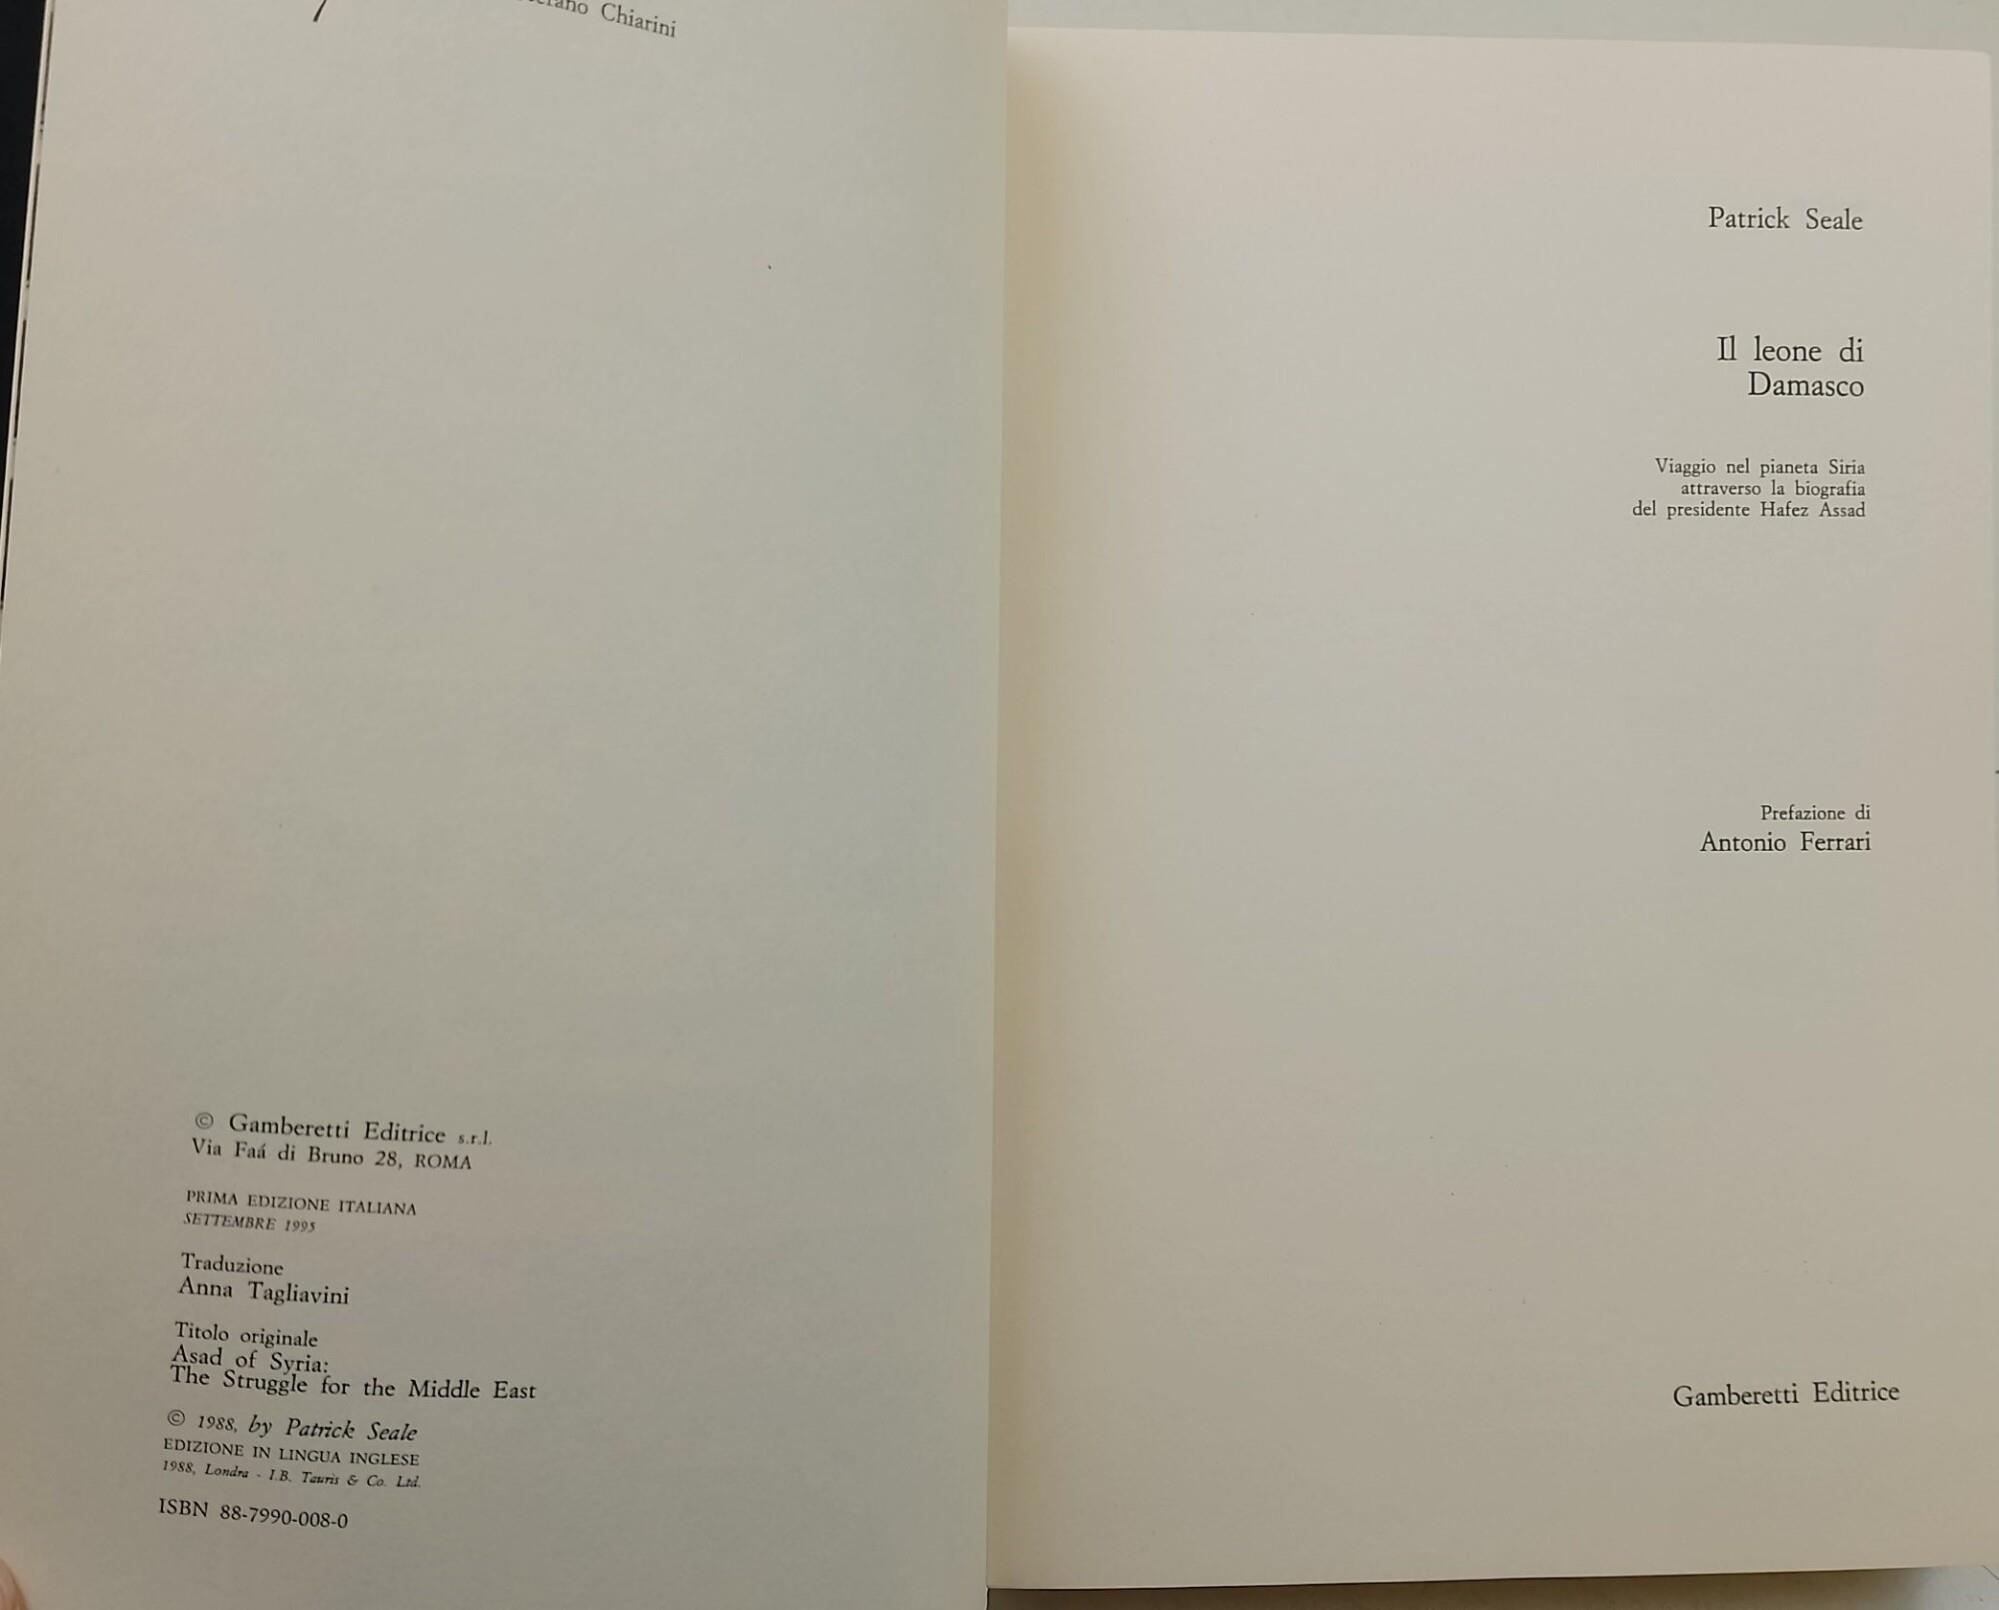 Chiarini
© Gamberetti Editrice s.r.l.
Via Faá di Bruno 28, ROMA
PRIMA EDIZIONE ITALIANA
SETTEMBRE 1995
Traduzione
Anna Tagliavini
Titolo originale
Asad of Syria:
The Struggle for the Middle East
© 1988, by Patrick Seale
EDIZIONE IN LINGUA INGLESE
1988, Londra - I.B. Tauris & Co. Ltd.
ISBN 88-7990-008-0
Patrick Seale
Il leone di
Damasco
Viaggio nel pianeta Siria
attraverso la biografia
del presidente Hafez Assad
Prefazione di
Antonio Ferrari
Gamberetti Editrice